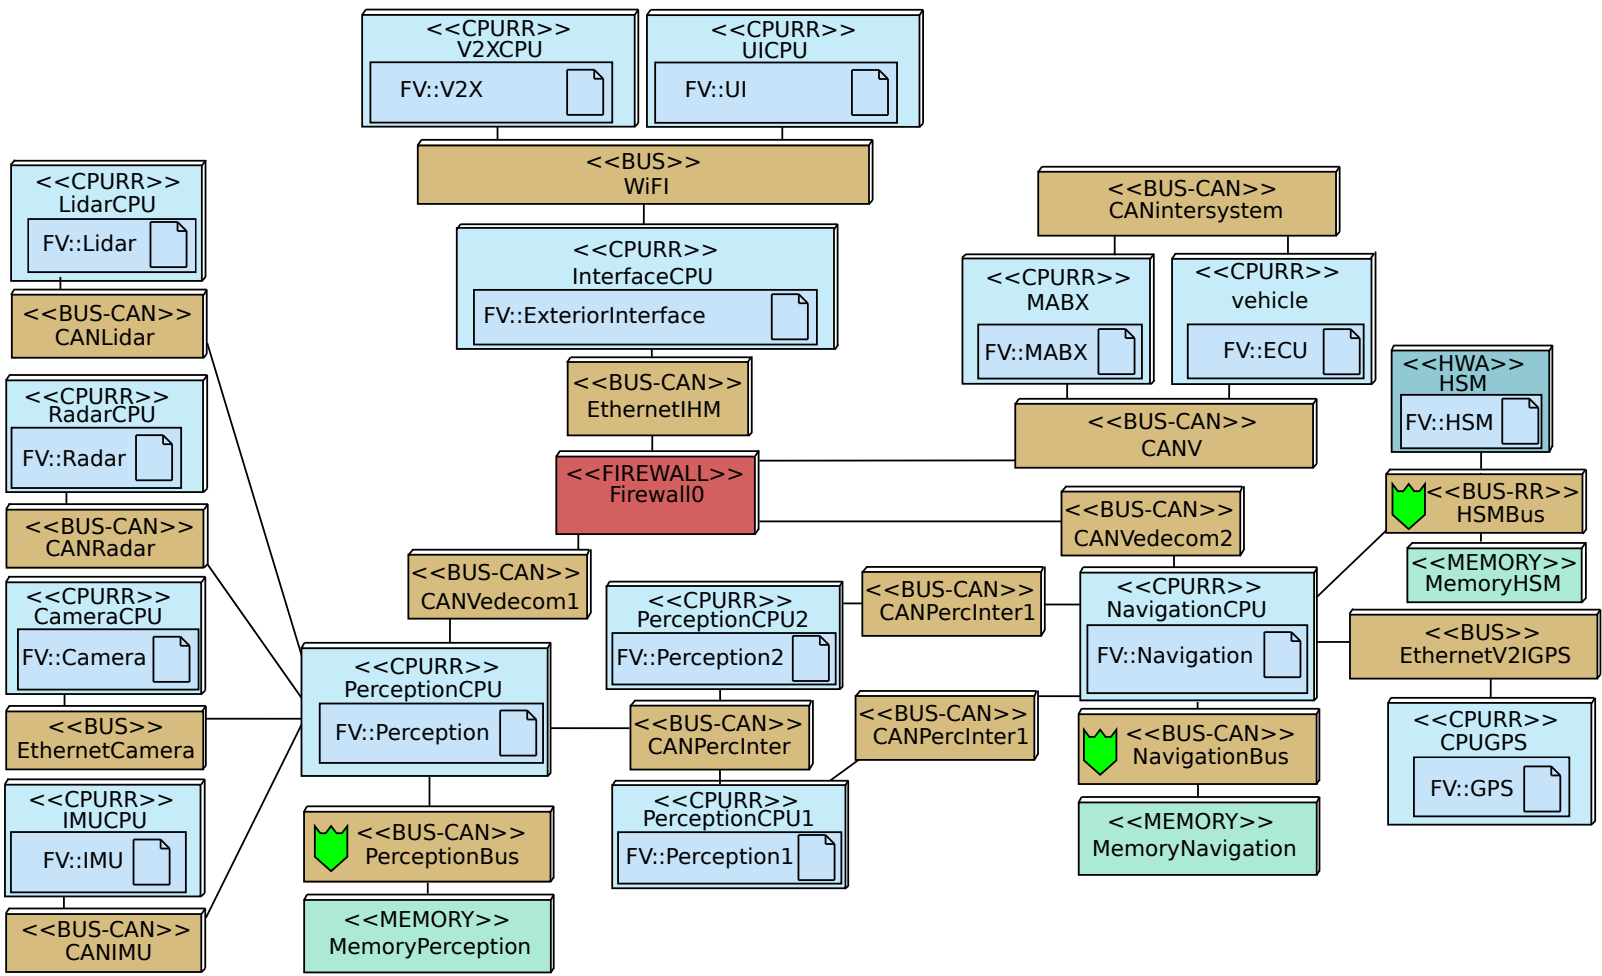 <<CPURR>>
V2XCPU
FV::V2X
<<CPURR>>
UICPU
FV::UI
<<BUS>>
WiFI
<<CPURR>>
LidarCPU
FV::Lidar
<<BUS-CAN>>
CANLidar
<<CPURR>>
InterfaceCPU
FV::ExteriorInterface
<<BUS-CAN>>
CANintersystem
<<CPURR>>
MABX
FV::MABX
<<CPURR>>
vehicle
FV::ECU
<<BUS-CAN>>
EthernetIHM
<<BUS-CAN>>
CANV
<<HWA>>
HSM
FV::HSM
<<CPURR>>
RadarCPU
FV::Radar
<<BUS-CAN>>
CANRadar
<<FIREWALL>>
Firewall0
<<BUS-CAN>>
CANVedecom2
<<BUS-RR>>
HSMBus
<<MEMORY>>
MemoryHSM
<<BUS-CAN>>
CANVedecom1
<<CPURR>>
CameraCPU
FV::Camera
<<BUS>>
EthernetCamera
<<CPURR>>
PerceptionCPU2
FV::Perception2
<<BUS-CAN>>
CANPercInter1
<<CPURR>>
NavigationCPU
FV::Navigation
<<BUS>>
EthernetV2IGPS
<<CPURR>>
PerceptionCPU
FV::Perception
<<BUS-CAN>>
CANPercInter
<<BUS-CAN>>
CANPercInter1
<<BUS-CAN>>
NavigationBus
<<CPURR>>
CPUGPS
FV::GPS
<<CPURR>>
IMUCPU
FV::IMU
<<BUS-CAN>>
CANIMU
<<BUS-CAN>>
PerceptionBus
<<CPURR>>
PerceptionCPU1
FV::Perception1
<<MEMORY>>
MemoryNavigation
<<MEMORY>>
MemoryPerception